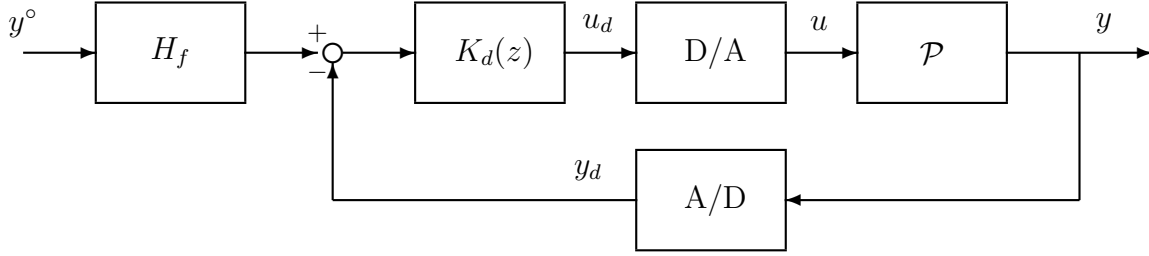 y°
H_f
+
−
K_d(z)
u_d
D/A
u
𝒫
y
y_d
A/D